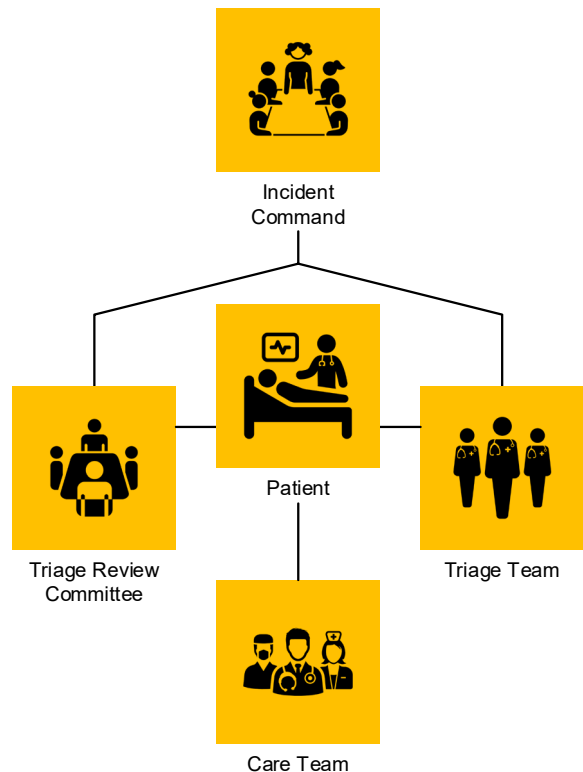 Incident
Command
Patient
Triage Review
Committee
Triage Team
Care Team